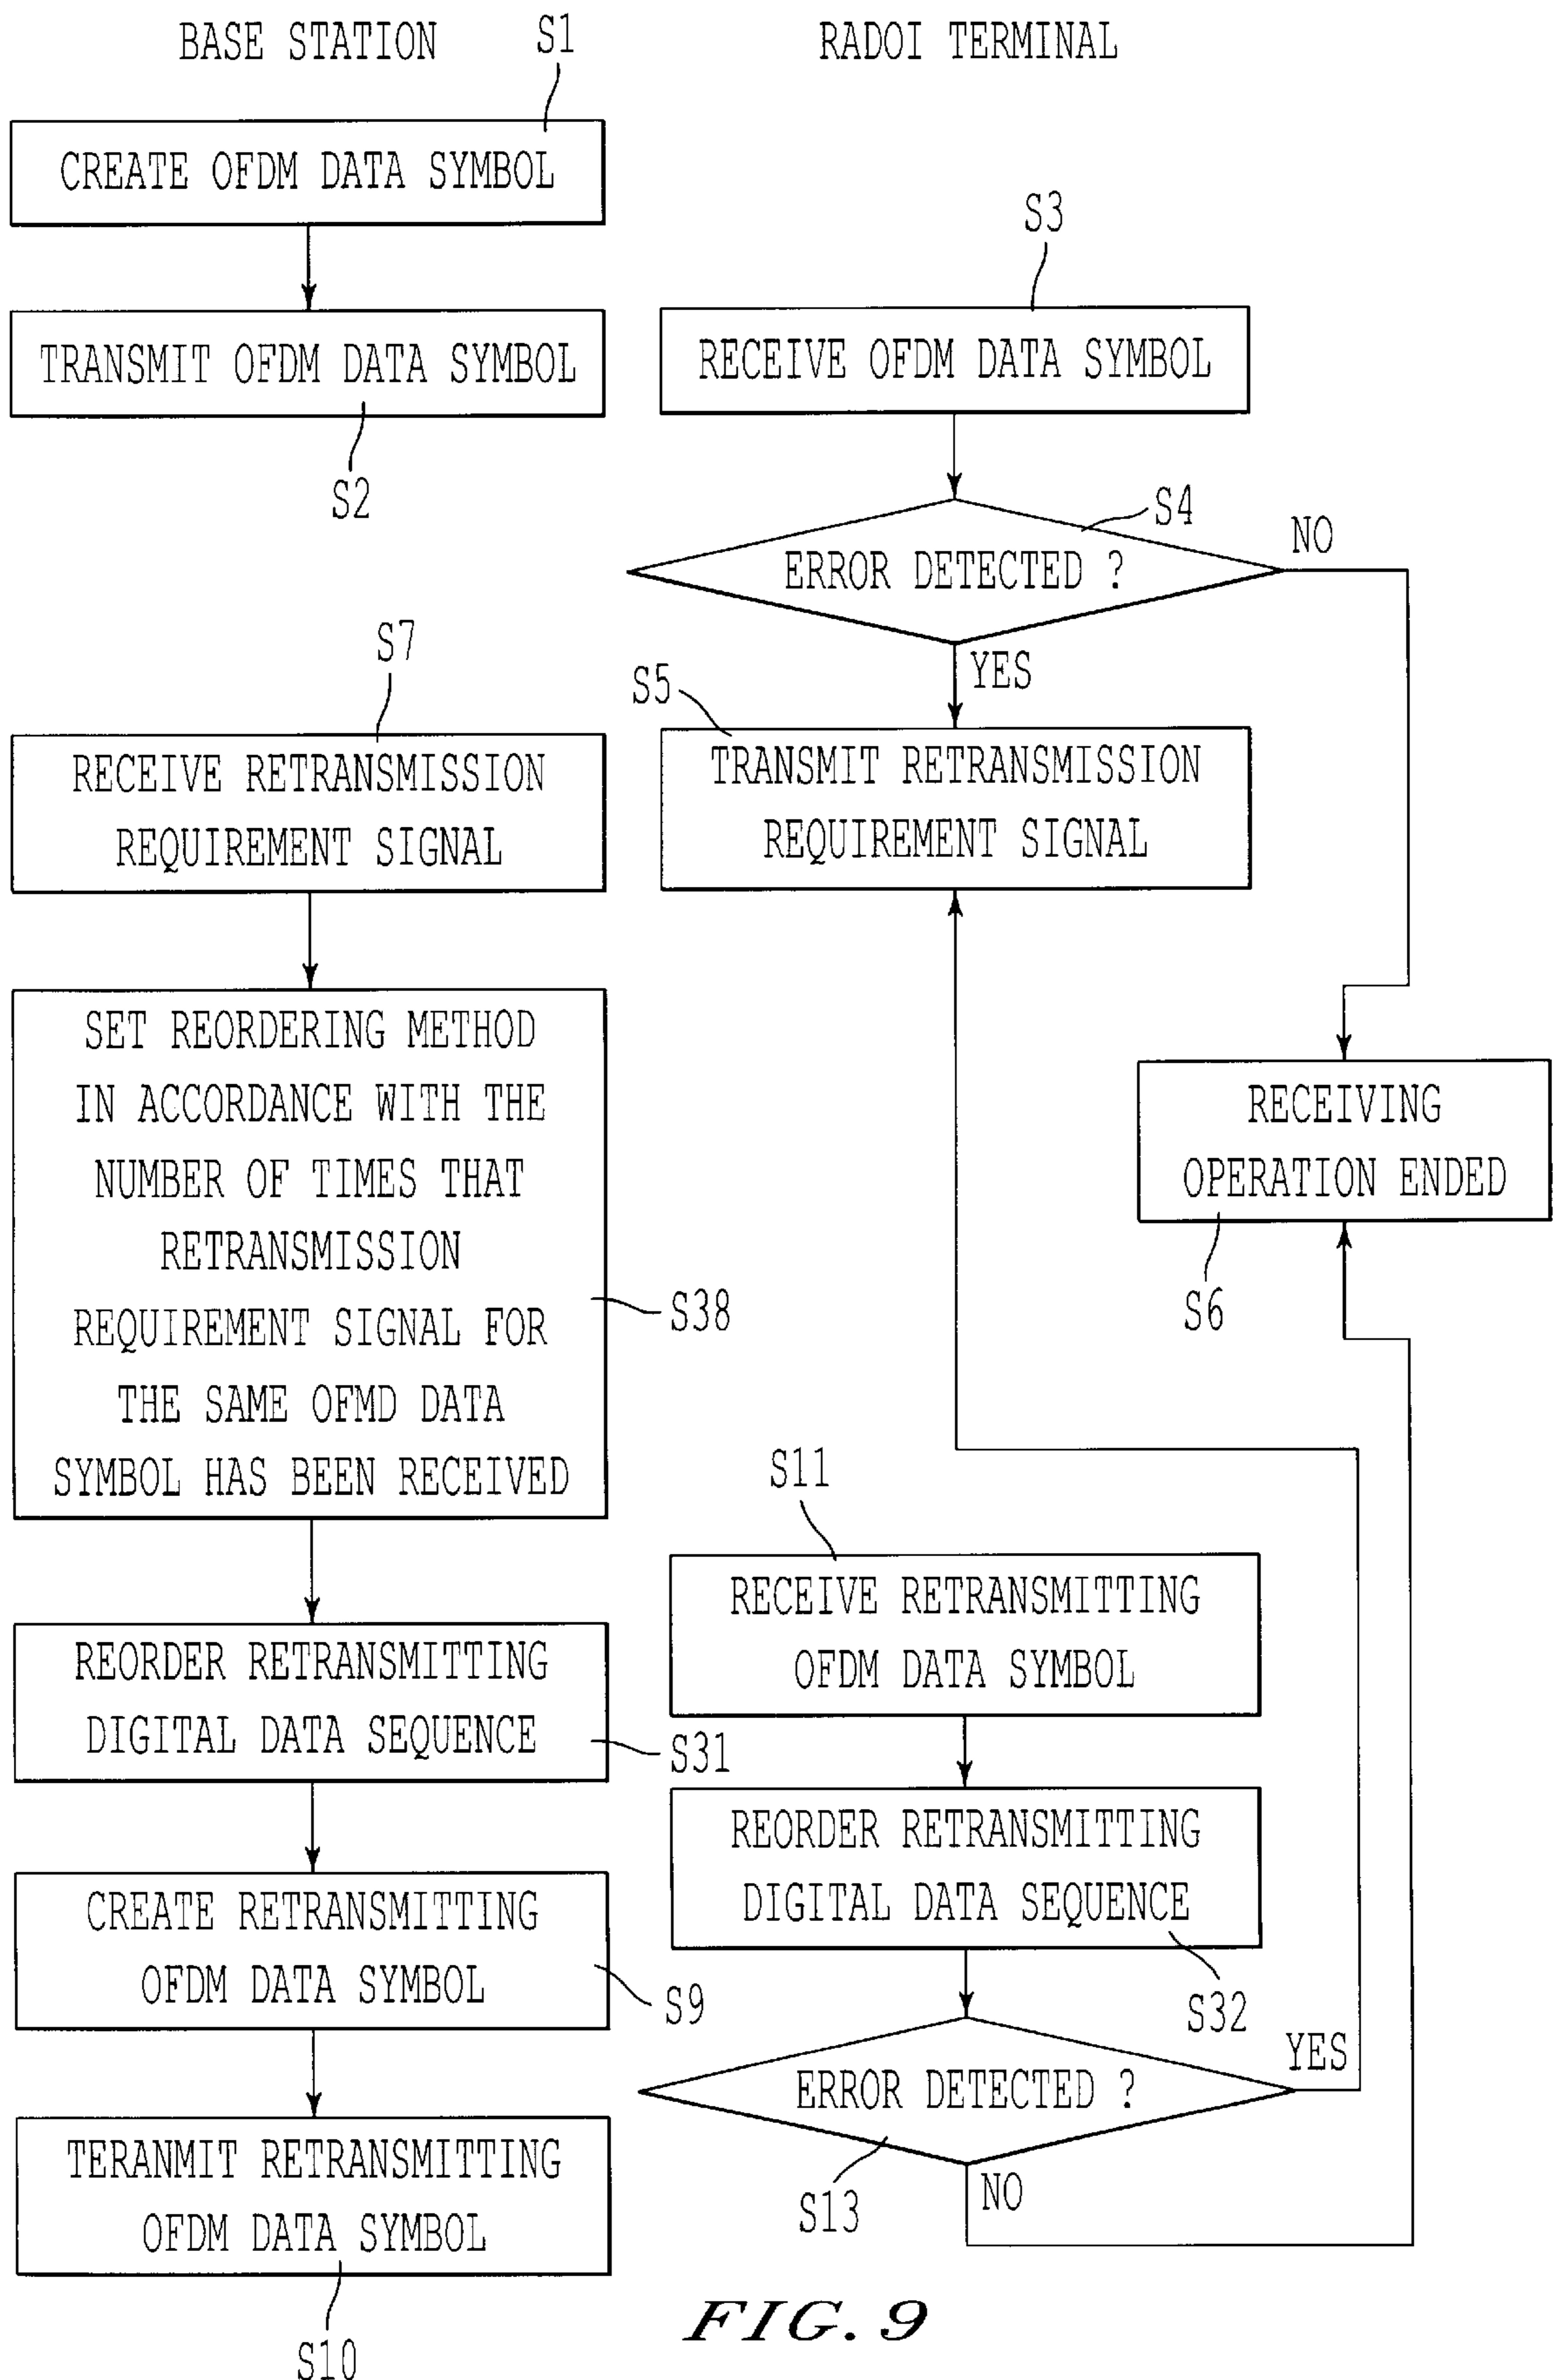 BASE STATION
S1
RADOI TERMINAL
CREATE OFDM DATA SYMBOL
S3
TRANSMIT OFDM DATA SYMBOL
S2
RECEIVE OFDM DATA SYMBOL
S4
NO
ERROR DETECTED ?
YES
S7
S5
RECEIVE RETRANSMISSION
REQUIREMENT SIGNAL
TRANSMIT RETRANSMISSION
REQUIREMENT SIGNAL
SET REORDERING METHOD
IN ACCORDANCE WITH THE
NUMBER OF TIMES THAT
RETRANSMISSION
REQUIREMENT SIGNAL FOR
THE SAME OFMD DATA
SYMBOL HAS BEEN RECEIVED
S38
RECEIVING
OPERATION ENDED
S6
S11
RECEIVE RETRANSMITTING
OFDM DATA SYMBOL
REORDER RETRANSMITTING
DIGITAL DATA SEQUENCE
S31
REORDER RETRANSMITTING
DIGITAL DATA SEQUENCE
S32
CREATE RETRANSMITTING
OFDM DATA SYMBOL
S9
YES
ERROR DETECTED ?
S13
NO
TERANMIT RETRANSMITTING
OFDM DATA SYMBOL
S10
FIG. 9